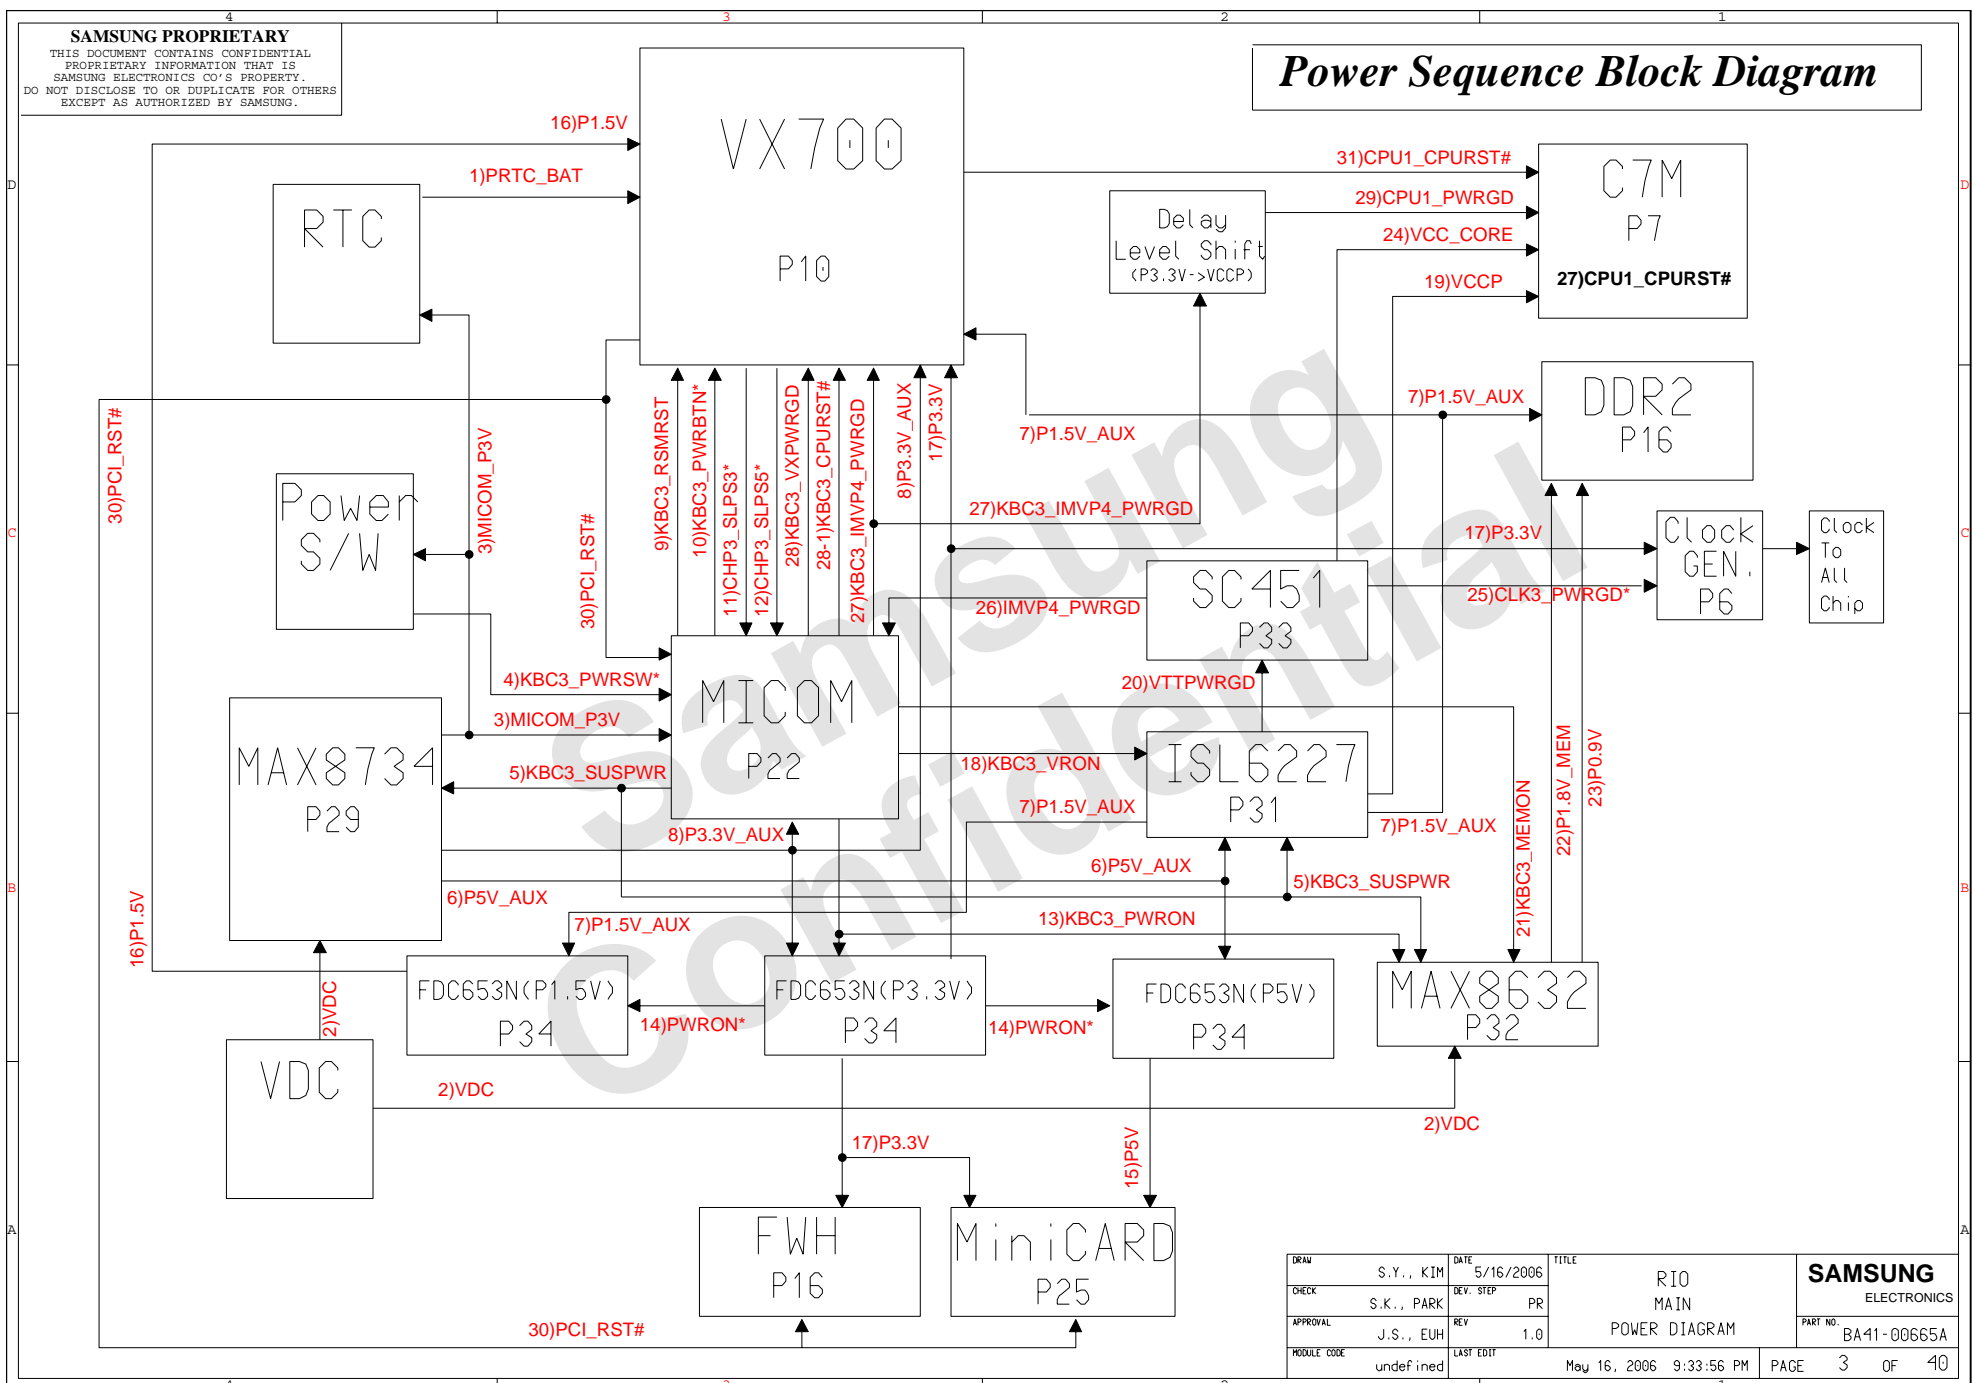 4 3 2 1
SAMSUNG PROPRIETARY
THIS DOCUMENT CONTAINS CONFIDENTIAL
PROPRIETARY INFORMATION THAT IS
SAMSUNG ELECTRONICS CO'S PROPERTY.
DO NOT DISCLOSE TO OR DUPLICATE FOR OTHERS
EXCEPT AS AUTHORIZED BY SAMSUNG.
Power Sequence Block Diagram
16)P1.5V
VX700
P10
1)PRTC_BAT
RTC
D
D
31)CPU1_CPURST#
29)CPU1_PWRGD
24)VCC_CORE
19)VCCP
C7M
P7
27)CPU1_CPURST#
Delay
Level Shift
(P3.3V->VCCP)
7)P1.5V_AUX
7)P1.5V_AUX
DDR2
P16
30)PCI_RST#
3)MICOM_P3V
30)PCI_RST#
9)KBC3_RSMRST
10)KBC3_PWRBTN*
11)CHP3_SLPS3*
12)CHP3_SLPS5*
28)KBC3_VXPWRGD
28-1)KBC3_CPURST#
27)KBC3_IMVP4_PWRGD
8)P3.3V_AUX
17)P3.3V
27)KBC3_IMVP4_PWRGD
Power
S/W
C
C
17)P3.3V
Clock
GEN.
P6
Clock
To
All
Chip
SC451
P33
26)IMVP4_PWRGD
25)CLK3_PWRGD*
4)KBC3_PWRSW*
MICOM
P22
20)VTTPWRGD
3)MICOM_P3V
MAX8734
P29
5)KBC3_SUSPWR
18)KBC3_VRON
ISL6227
P31
7)P1.5V_AUX
7)P1.5V_AUX
8)P3.3V_AUX
21)KBC3_MEMON
22)P1.8V_MEM
23)P0.9V
6)P5V_AUX
6)P5V_AUX
5)KBC3_SUSPWR
B
B
16)P1.5V
7)P1.5V_AUX
13)KBC3_PWRON
2)VDC
FDC653N(P1.5V)
P34
14)PWRON*
FDC653N(P3.3V)
P34
14)PWRON*
FDC653N(P5V)
P34
MAX8632
P32
VDC
2)VDC
2)VDC
17)P3.3V
15)P5V
FWH
P16
MiniCARD
P25
A
A
30)PCI_RST#
Samsung
Confidential
DRAW S.Y., KIM DATE 5/16/2006 TITLE
CHECK S.K., PARK DEV. STEP PR
APPROVAL J.S., EUH REV 1.0
MODULE CODE undefined LAST EDIT May 16, 2006 9:33:56 PM
RIO
MAIN
POWER DIAGRAM
SAMSUNG
ELECTRONICS
PART NO. BA41-00665A
PAGE 3 OF 40
4 3 2 1